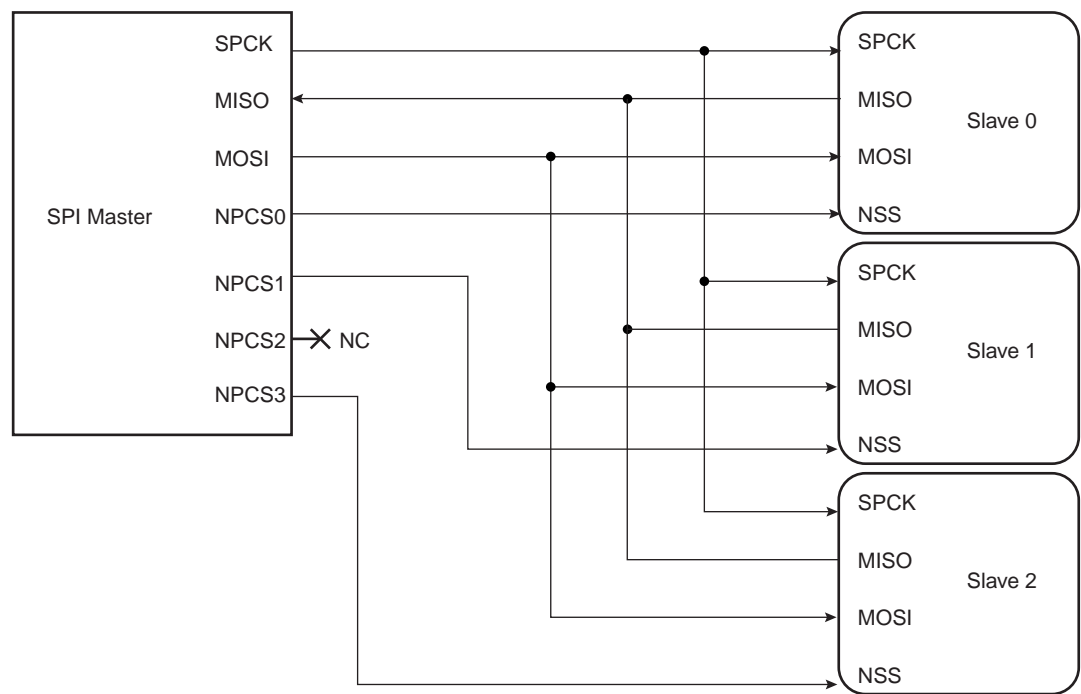 SPI Master
SPCK
MISO
MOSI
NPCS0
NPCS1
NPCS2
NC
NPCS3
SPCK
MISO
Slave 0
MOSI
NSS
SPCK
MISO
Slave 1
MOSI
NSS
SPCK
MISO
Slave 2
MOSI
NSS